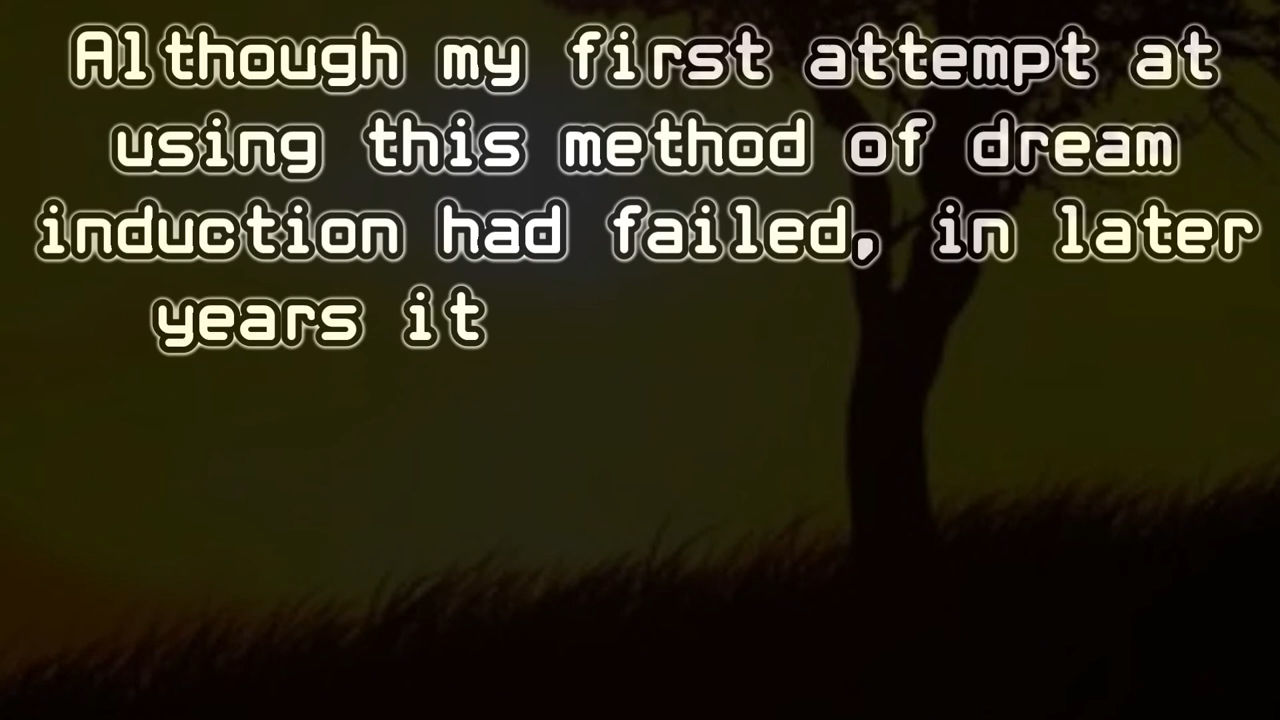 Although my first attempt at
using this method of dream
induction had failed, in later
years it